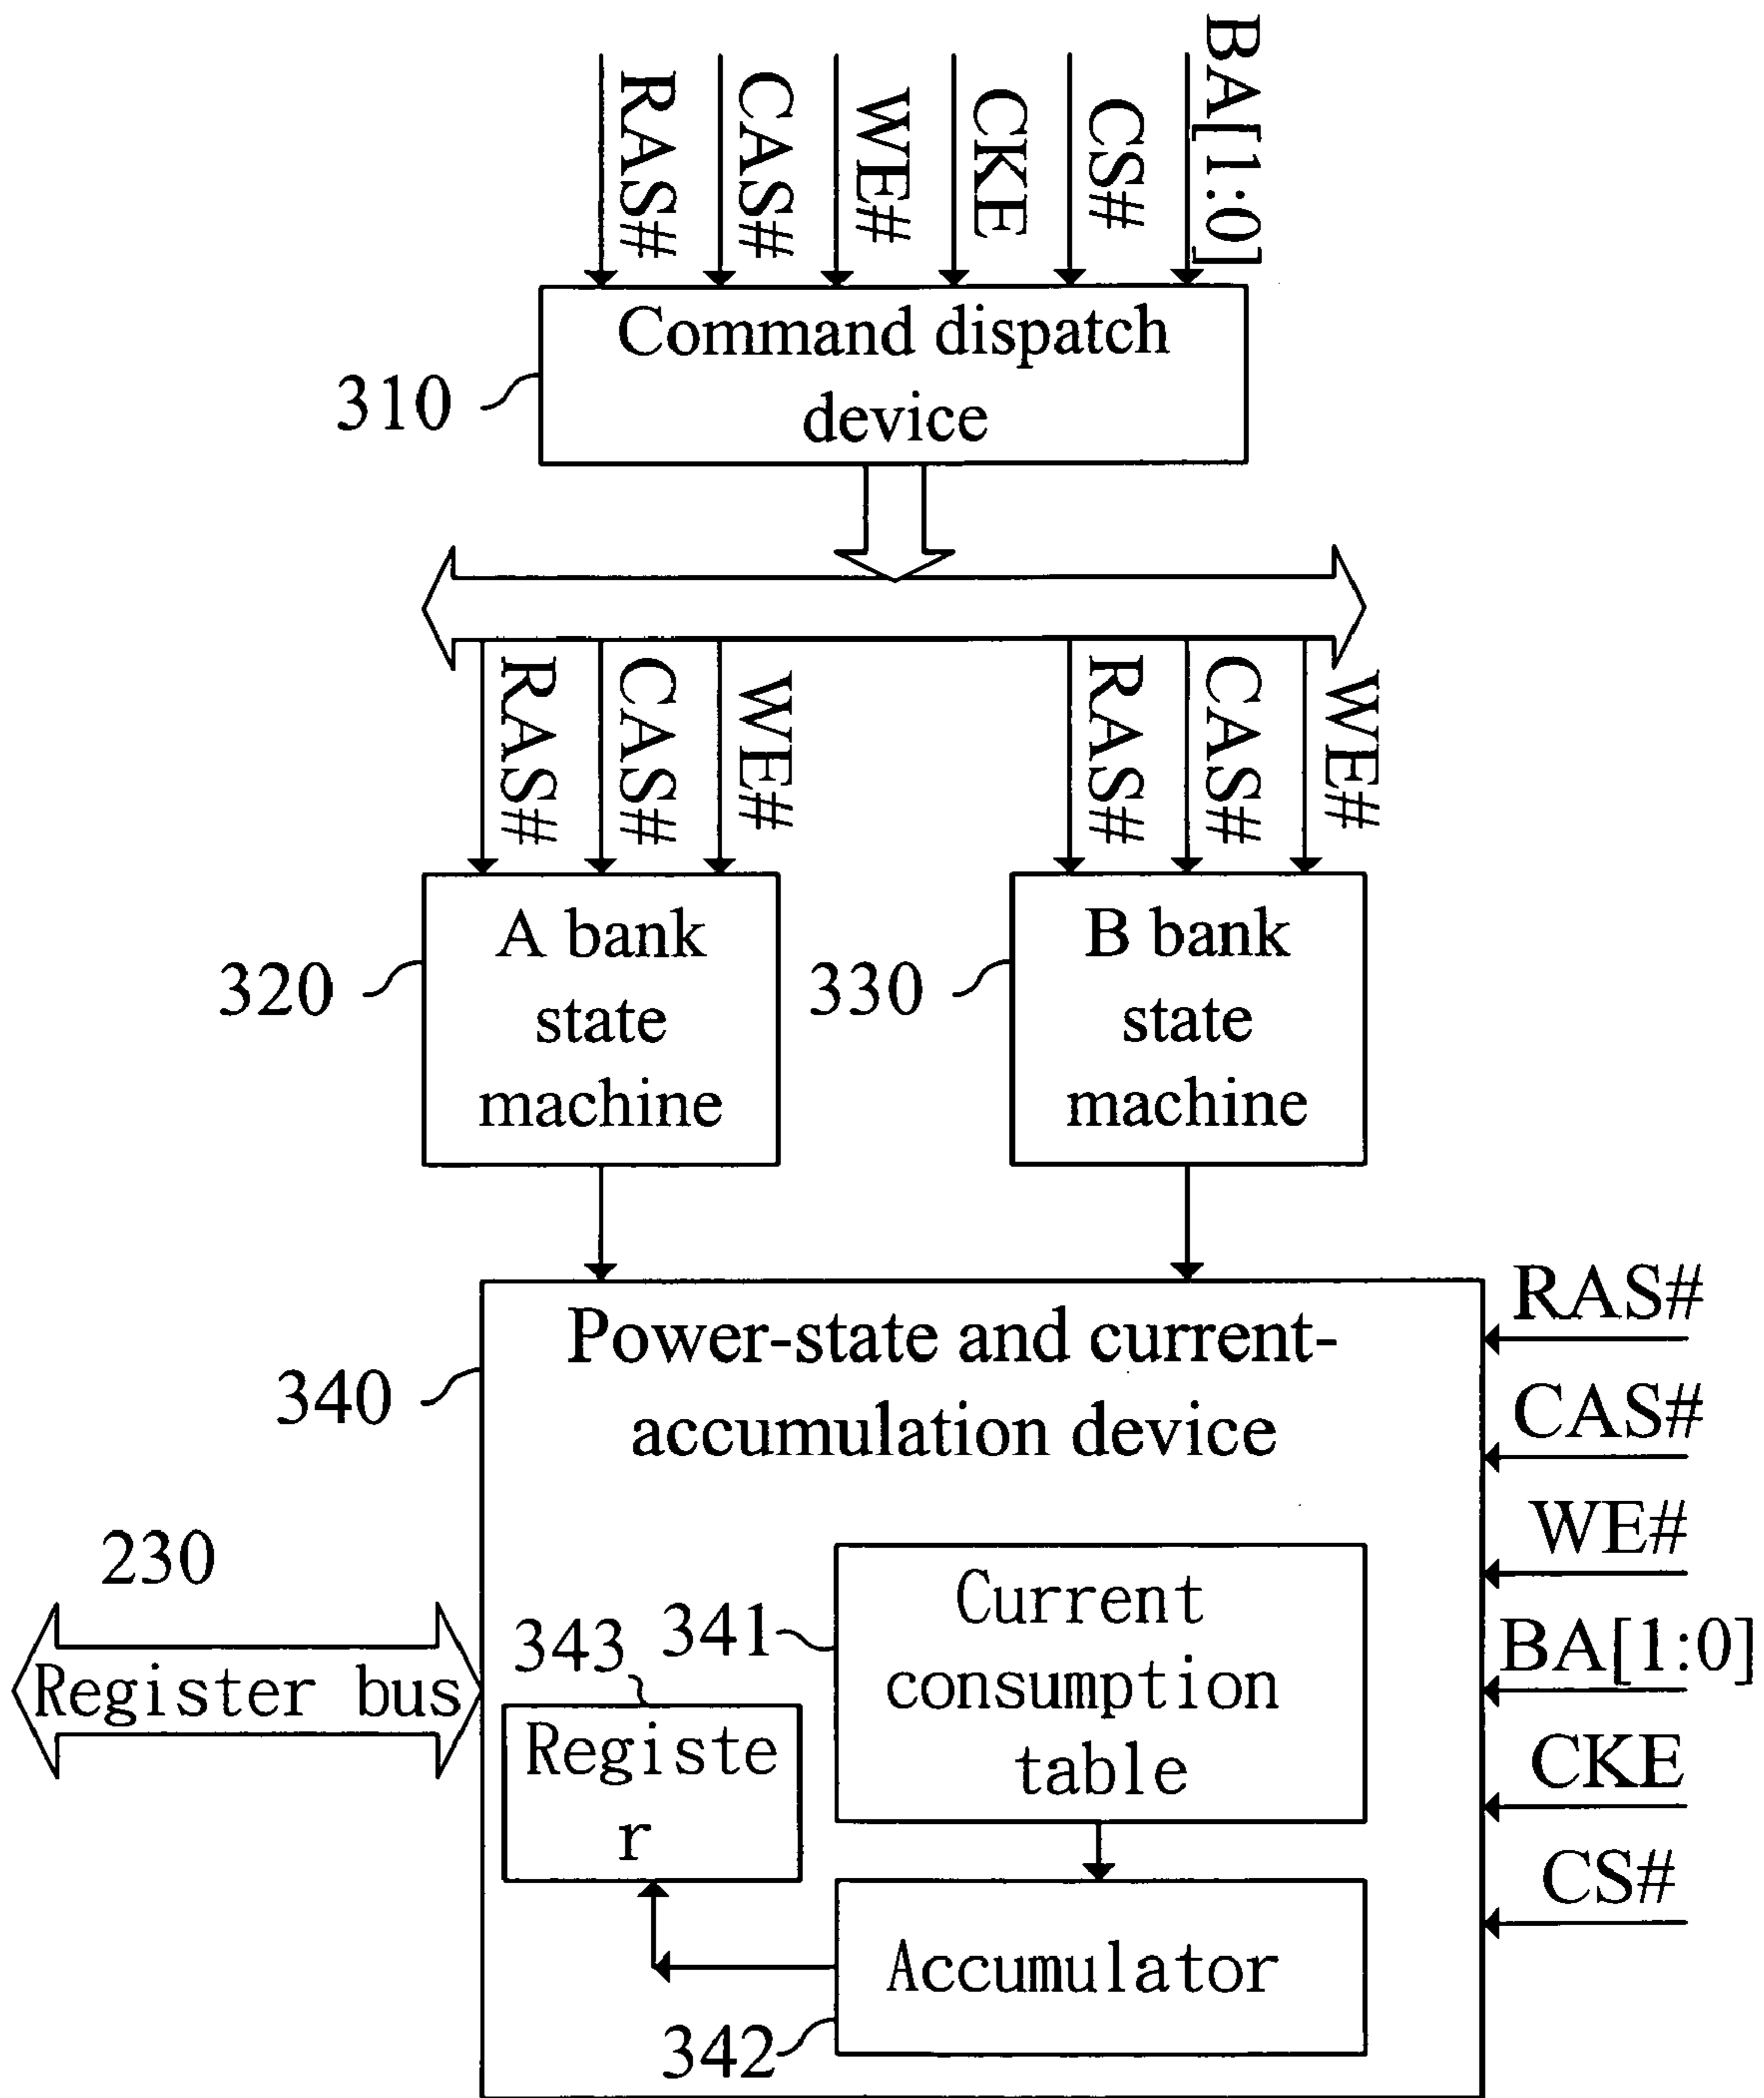 RAS#
CAS#
WE#
CKE
CS#
BA[1:0]
Command dispatch
device
310
RAS#
CAS#
WE#
RAS#
CAS#
WE#
A bank
state
machine
320
B bank
state
machine
330
Power-state and current-
accumulation device
340
RAS#
CAS#
WE#
BA[1:0]
CKE
CS#
230
Register bus
343
Registe
r
341
Current
consumption
table
Accumulator
342